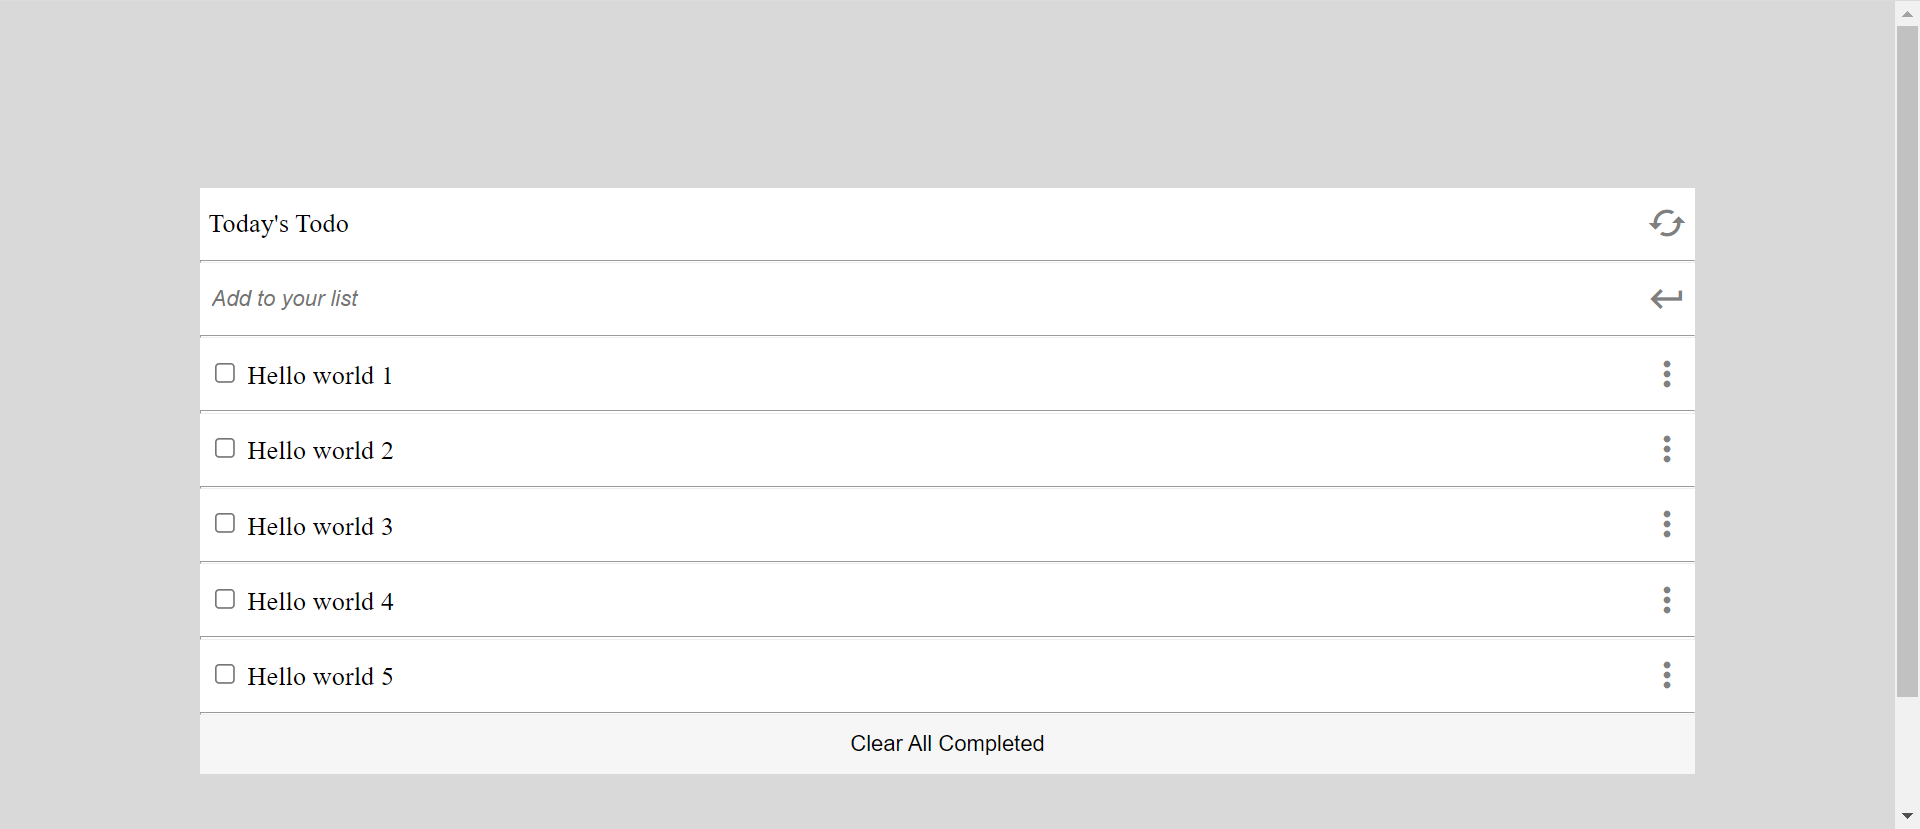 Today's Todo
Add to your list
Hello world 1
Hello world 2
Hello world 3
Hello world 4
Hello world 5
Clear All Completed